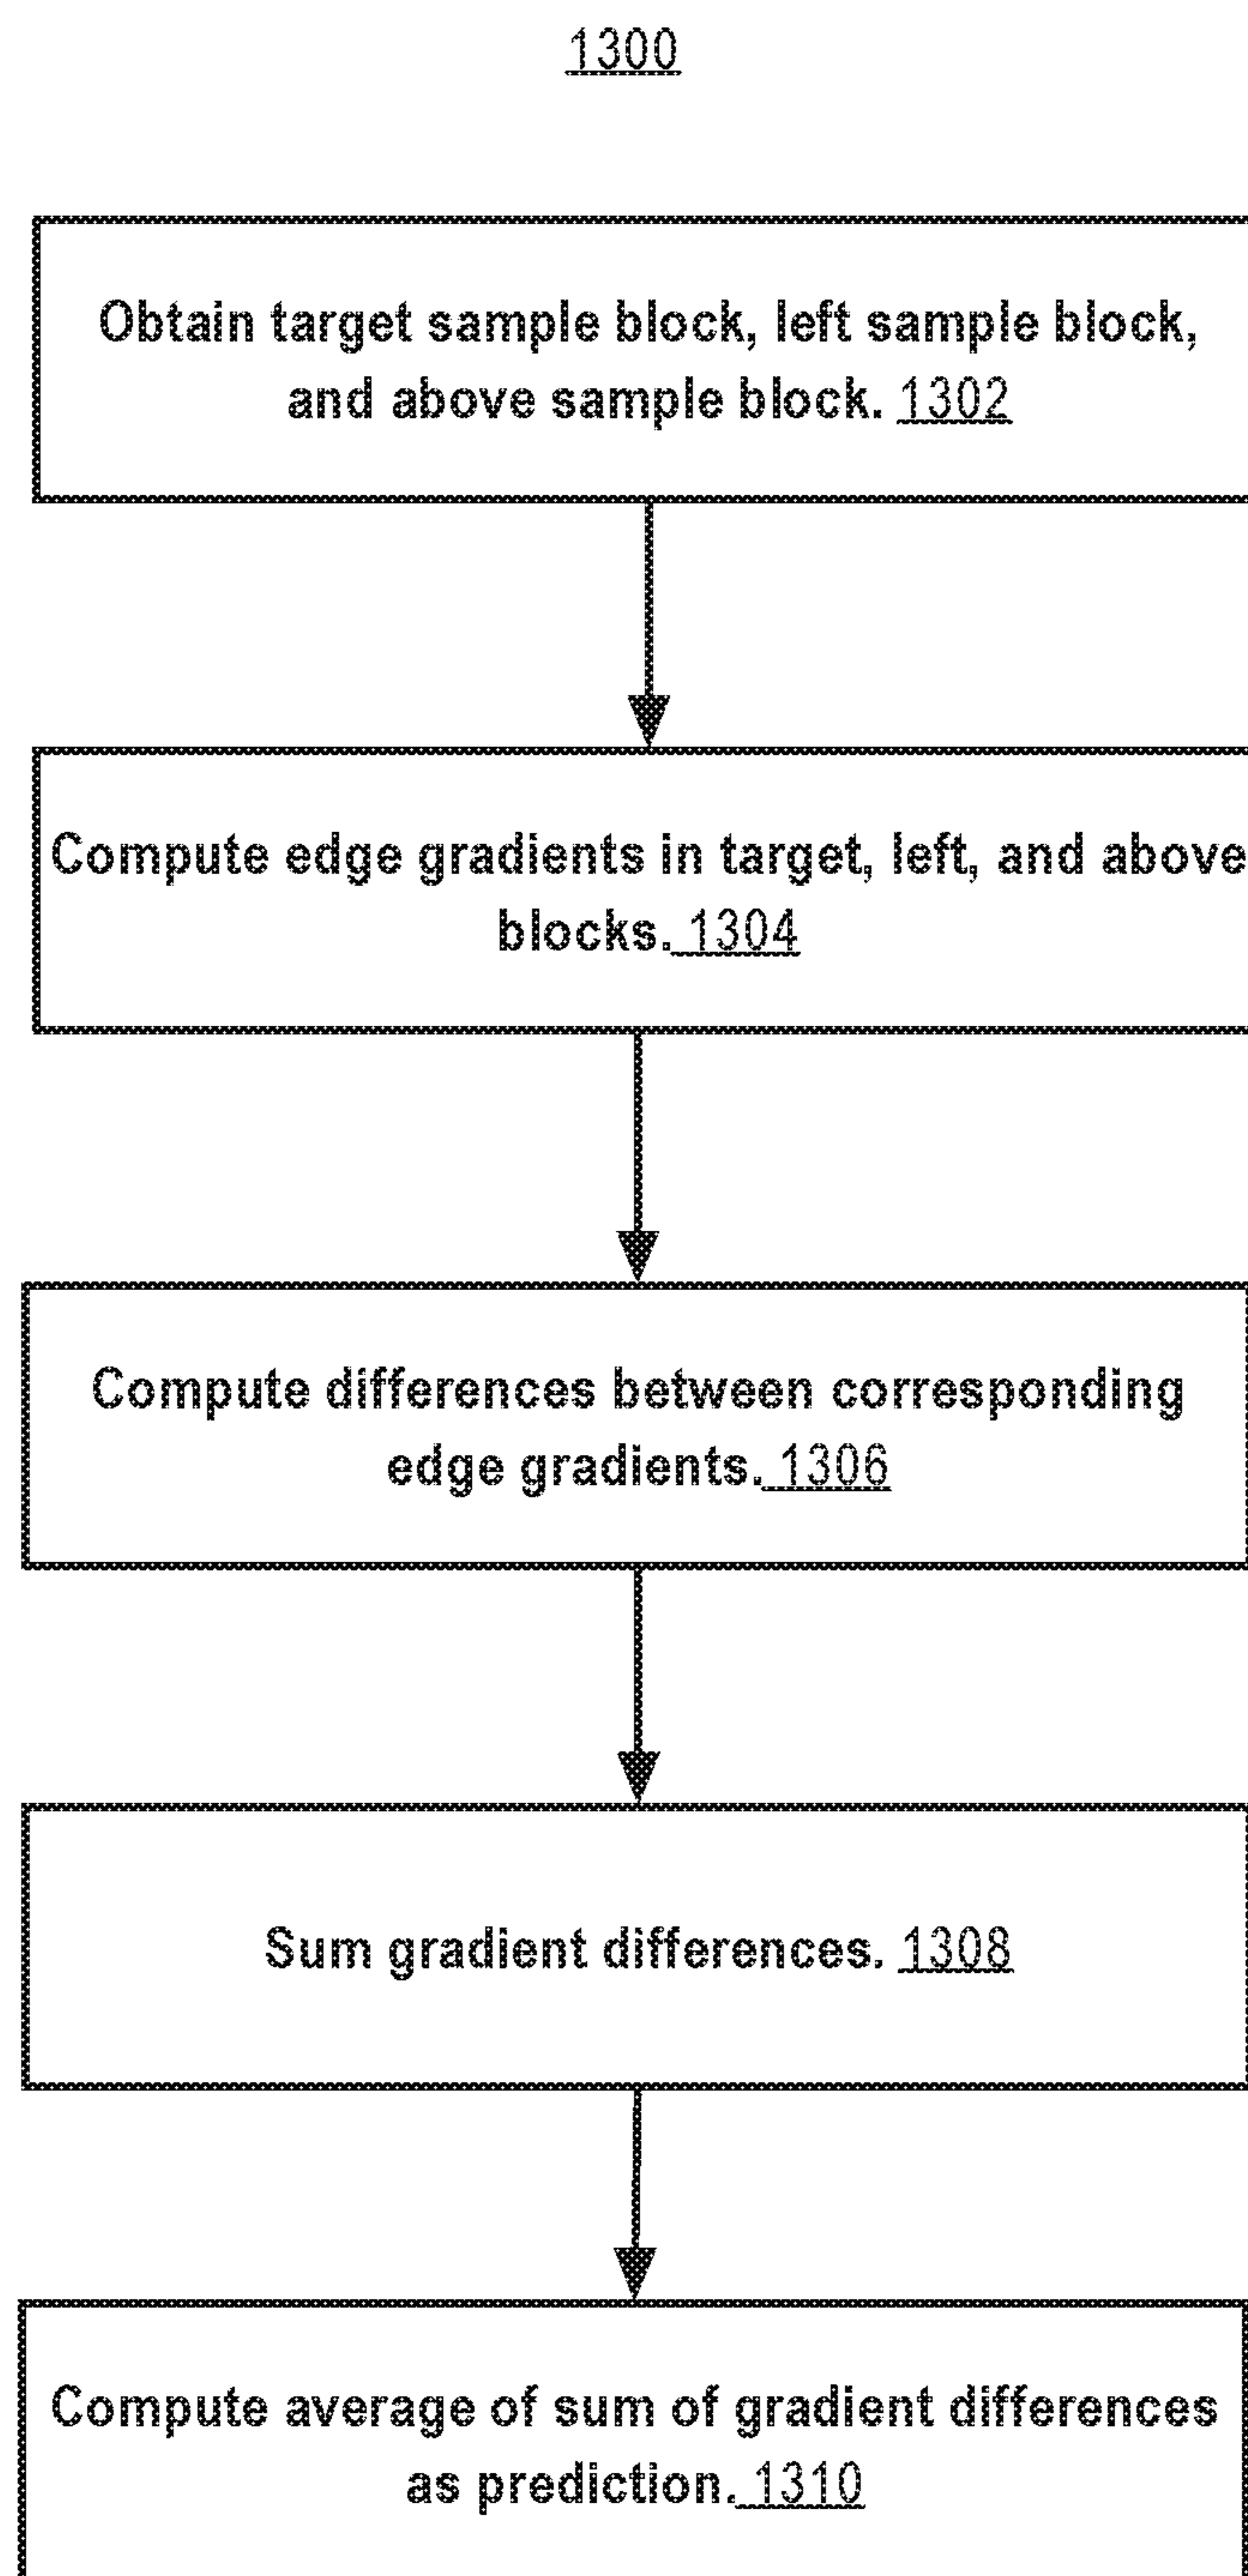 1300
Obtain target sample block, left sample block,
and above sample block. 1302
Compute edge gradients in target, left, and above
blocks. 1304
Compute differences between corresponding
edge gradients. 1306
Sum gradient differences. 1308
Compute average of sum of gradient differences
as prediction. 1310